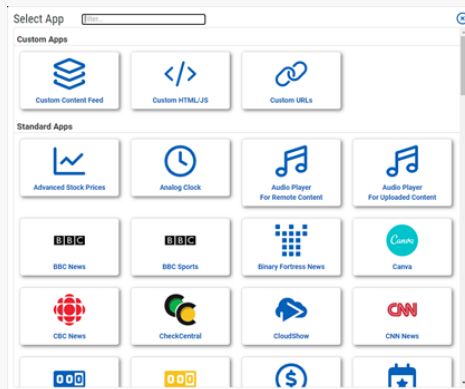 Select App
filter...
Custom Apps
Custom Content Feed
Custom HTML/JS
Custom URLs
Standard Apps
Advanced Stock Prices
Analog Clock
Audio Player
For Remote Content
Audio Player
For Uploaded Content
BBC
BBC News
BBC
BBC Sports
Binary Fortress News
Canva
Canva
CBC News
CheckCentral
CloudShow
CNN
CNN News
000
000
$